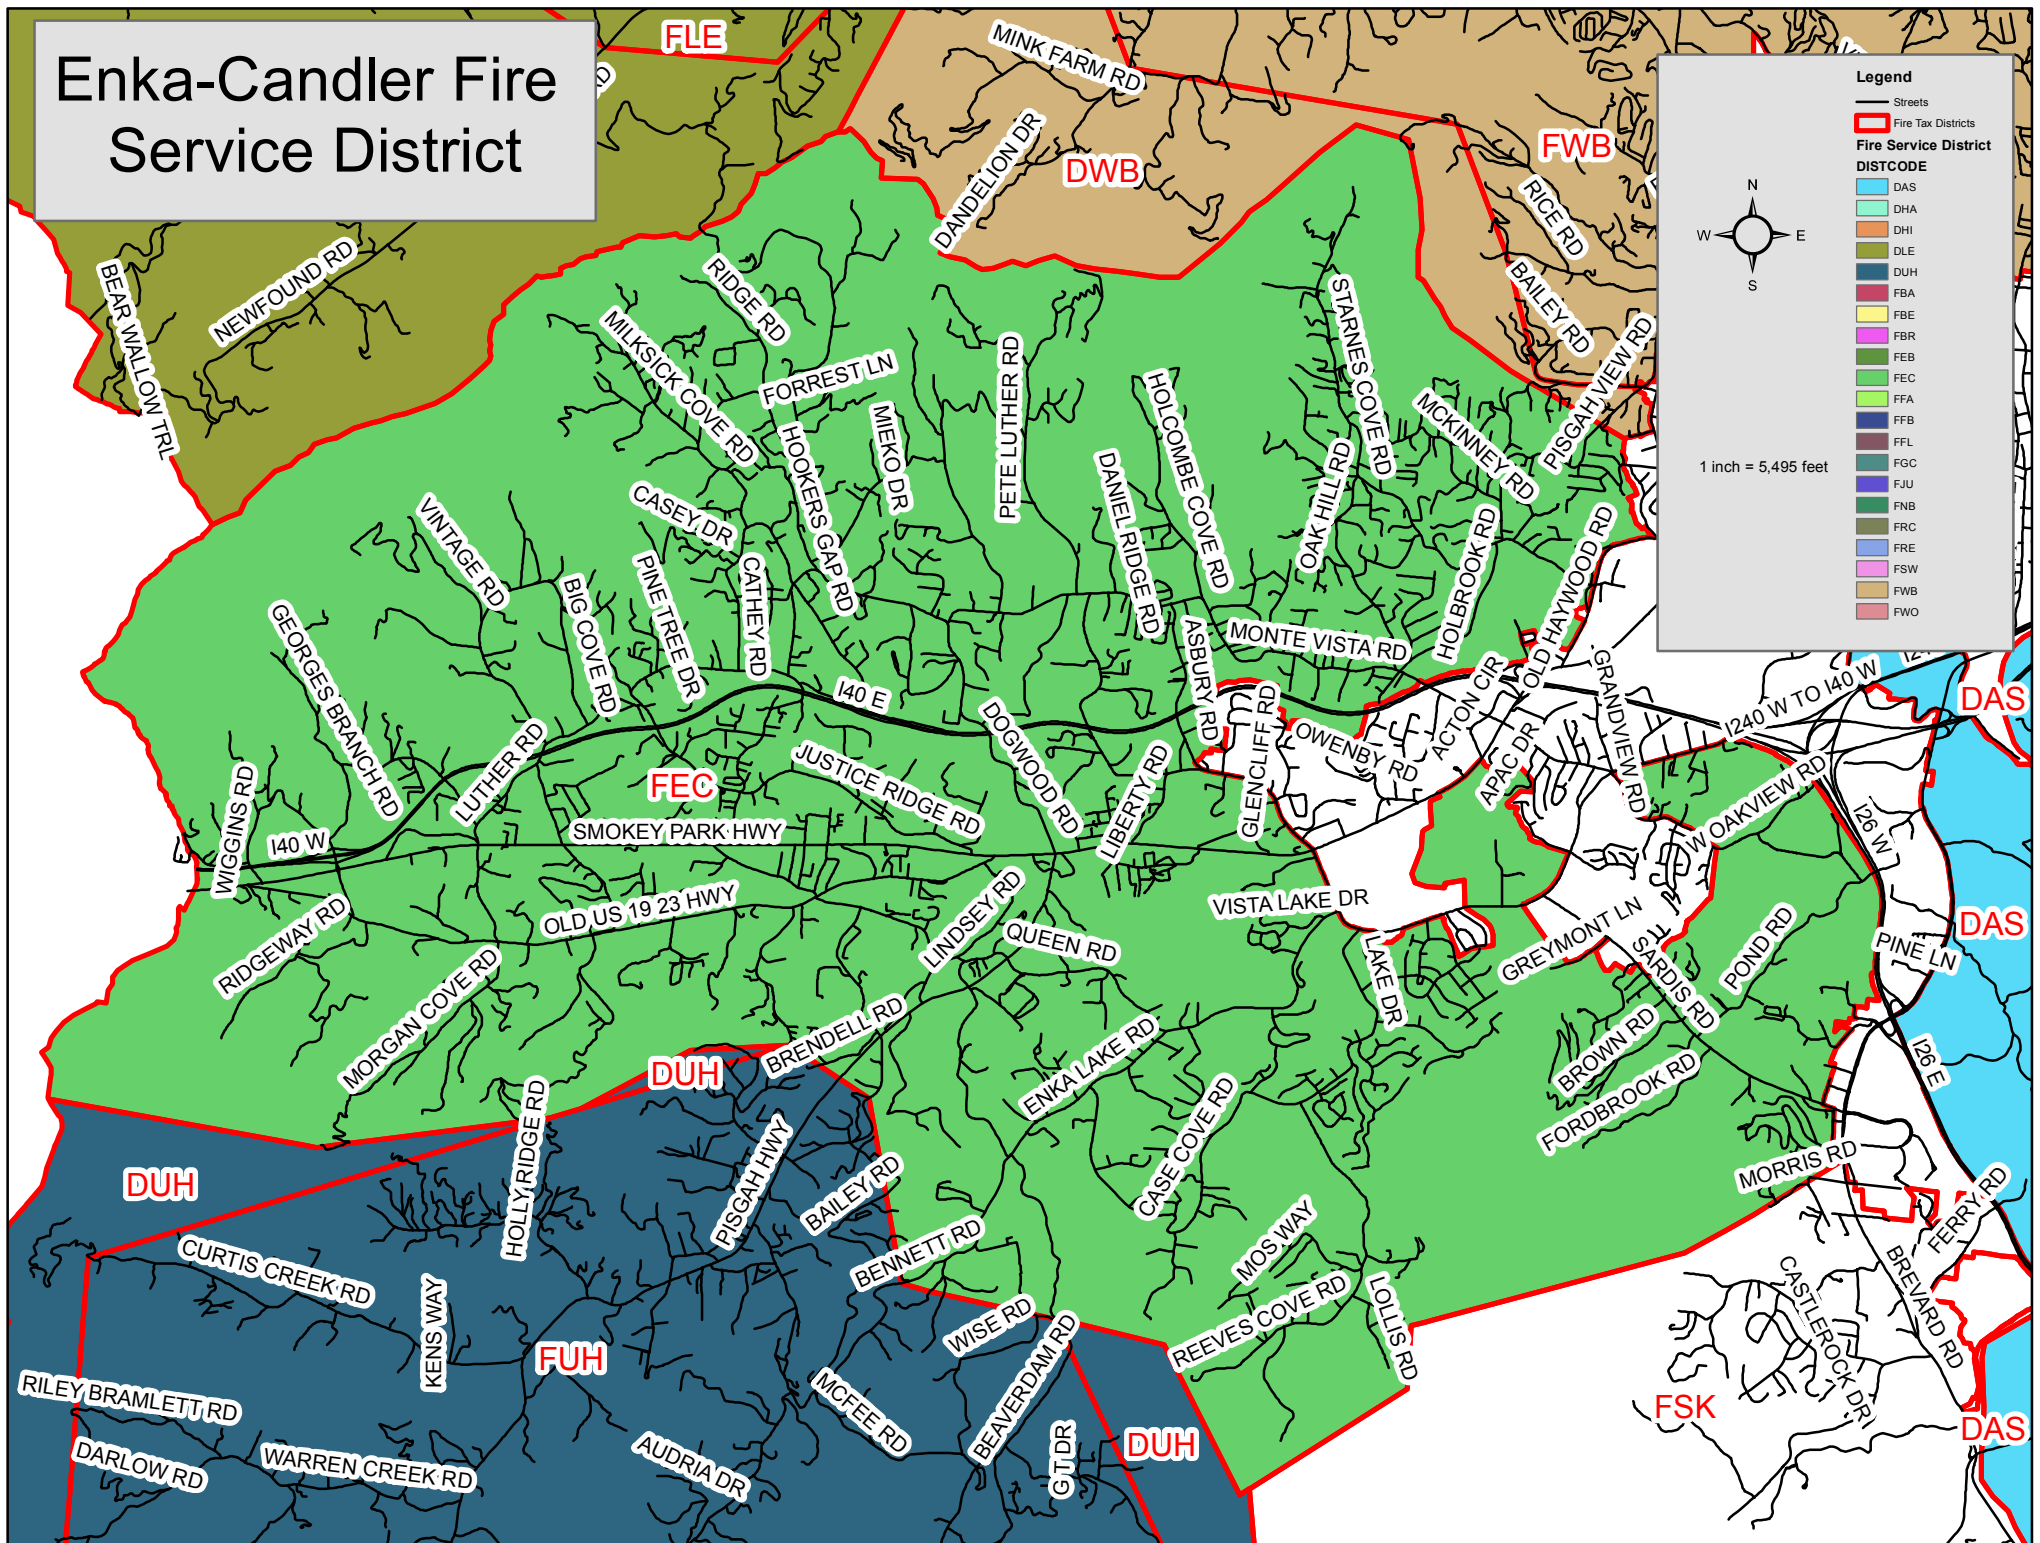 Enka-Candler Fire
Service District
FLE
MINK FARM RD
DANDELION DR
DWB
FWB
RICE RD
BAILEY RD
PISGAH VIEW RD
Legend
Streets
Fire Tax Districts
Fire Service District
DISTCODE
DAS
DHA
DHI
DLE
DUH
FBA
FBE
FBR
FEB
FEC
FFA
FFB
FFL
FGC
FJU
FNB
FRC
FRE
FSW
FWB
FWO
N
W
E
S
1 inch = 5,495 feet
BEAR WALLOW TRL
NEWFOUND RD
RIDGE RD
MILKSICK COVE RD
FORREST LN
MIEKO DR
HOOKERS GAP RD
PETE LUTHER RD
HOLCOMBE COVE RD
DANIEL RIDGE RD
STARNES COVE RD
OAK HILL RD
MCKINNEY RD
HOLBROOK RD
OLD HAYWOOD RD
VINTAGE RD
CASEY DR
PINE TREE DR
CATHEY RD
BIG COVE RD
GEORGES BRANCH RD
ASBURY RD
MONTE VISTA RD
ACTON CIR
GRANDVIEW RD
I240 W TO I40 W
DAS
I40 E
LUTHER RD
FEC
JUSTICE RIDGE RD
DOGWOOD RD
LIBERTY RD
GLENCLIFF RD
OWENBY RD
APAC DR
W OAKVIEW RD
I26 W
WIGGINS RD
I40 W
SMOKEY PARK HWY
OLD US 19 23 HWY
RIDGEWAY RD
MORGAN COVE RD
LINDSEY RD
QUEEN RD
VISTA LAKE DR
LAKE DR
GREYMONT LN
SARDIS RD
POND RD
PINE LN
DAS
I26 E
BRENDELL RD
ENKA LAKE RD
CASE COVE RD
BROWN RD
FORDBROOK RD
MORRIS RD
FERRY RD
DUH
DUH
HOLLY RIDGE RD
PISGAH HWY
BAILEY RD
BENNETT RD
MOS WAY
REEVES COVE RD
LOLLIS RD
CURTIS CREEK RD
KENS WAY
FUH
WISE RD
BEAVERDAM RD
MCFEE RD
GT DR
DUH
RILEY BRAMLETT RD
DARLOW RD
WARREN CREEK RD
AUDRIA DR
CASTLEROCK DR
BREVARD RD
FSK
DAS